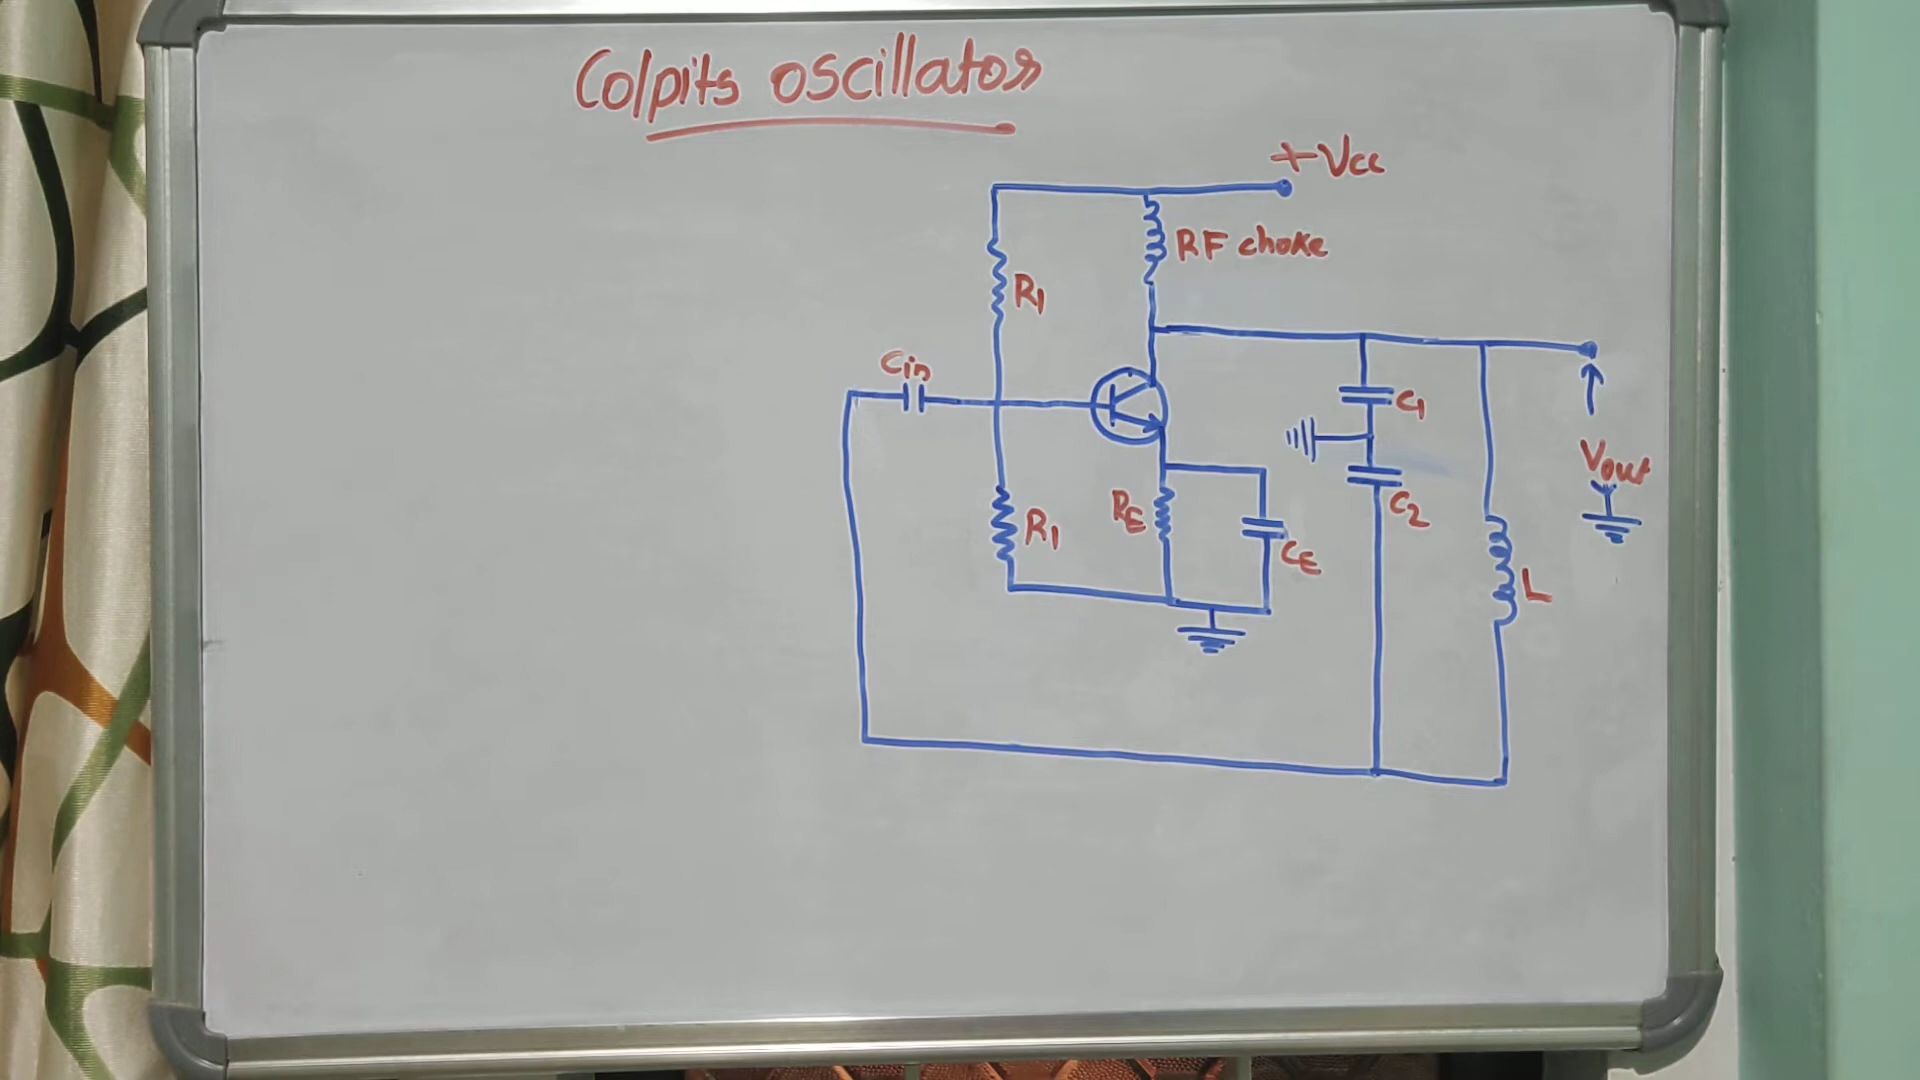 Colpits oscillator
+Vcc
RF choke
R1
Cin
C1
Vout
R1
RE
C2
CE
L